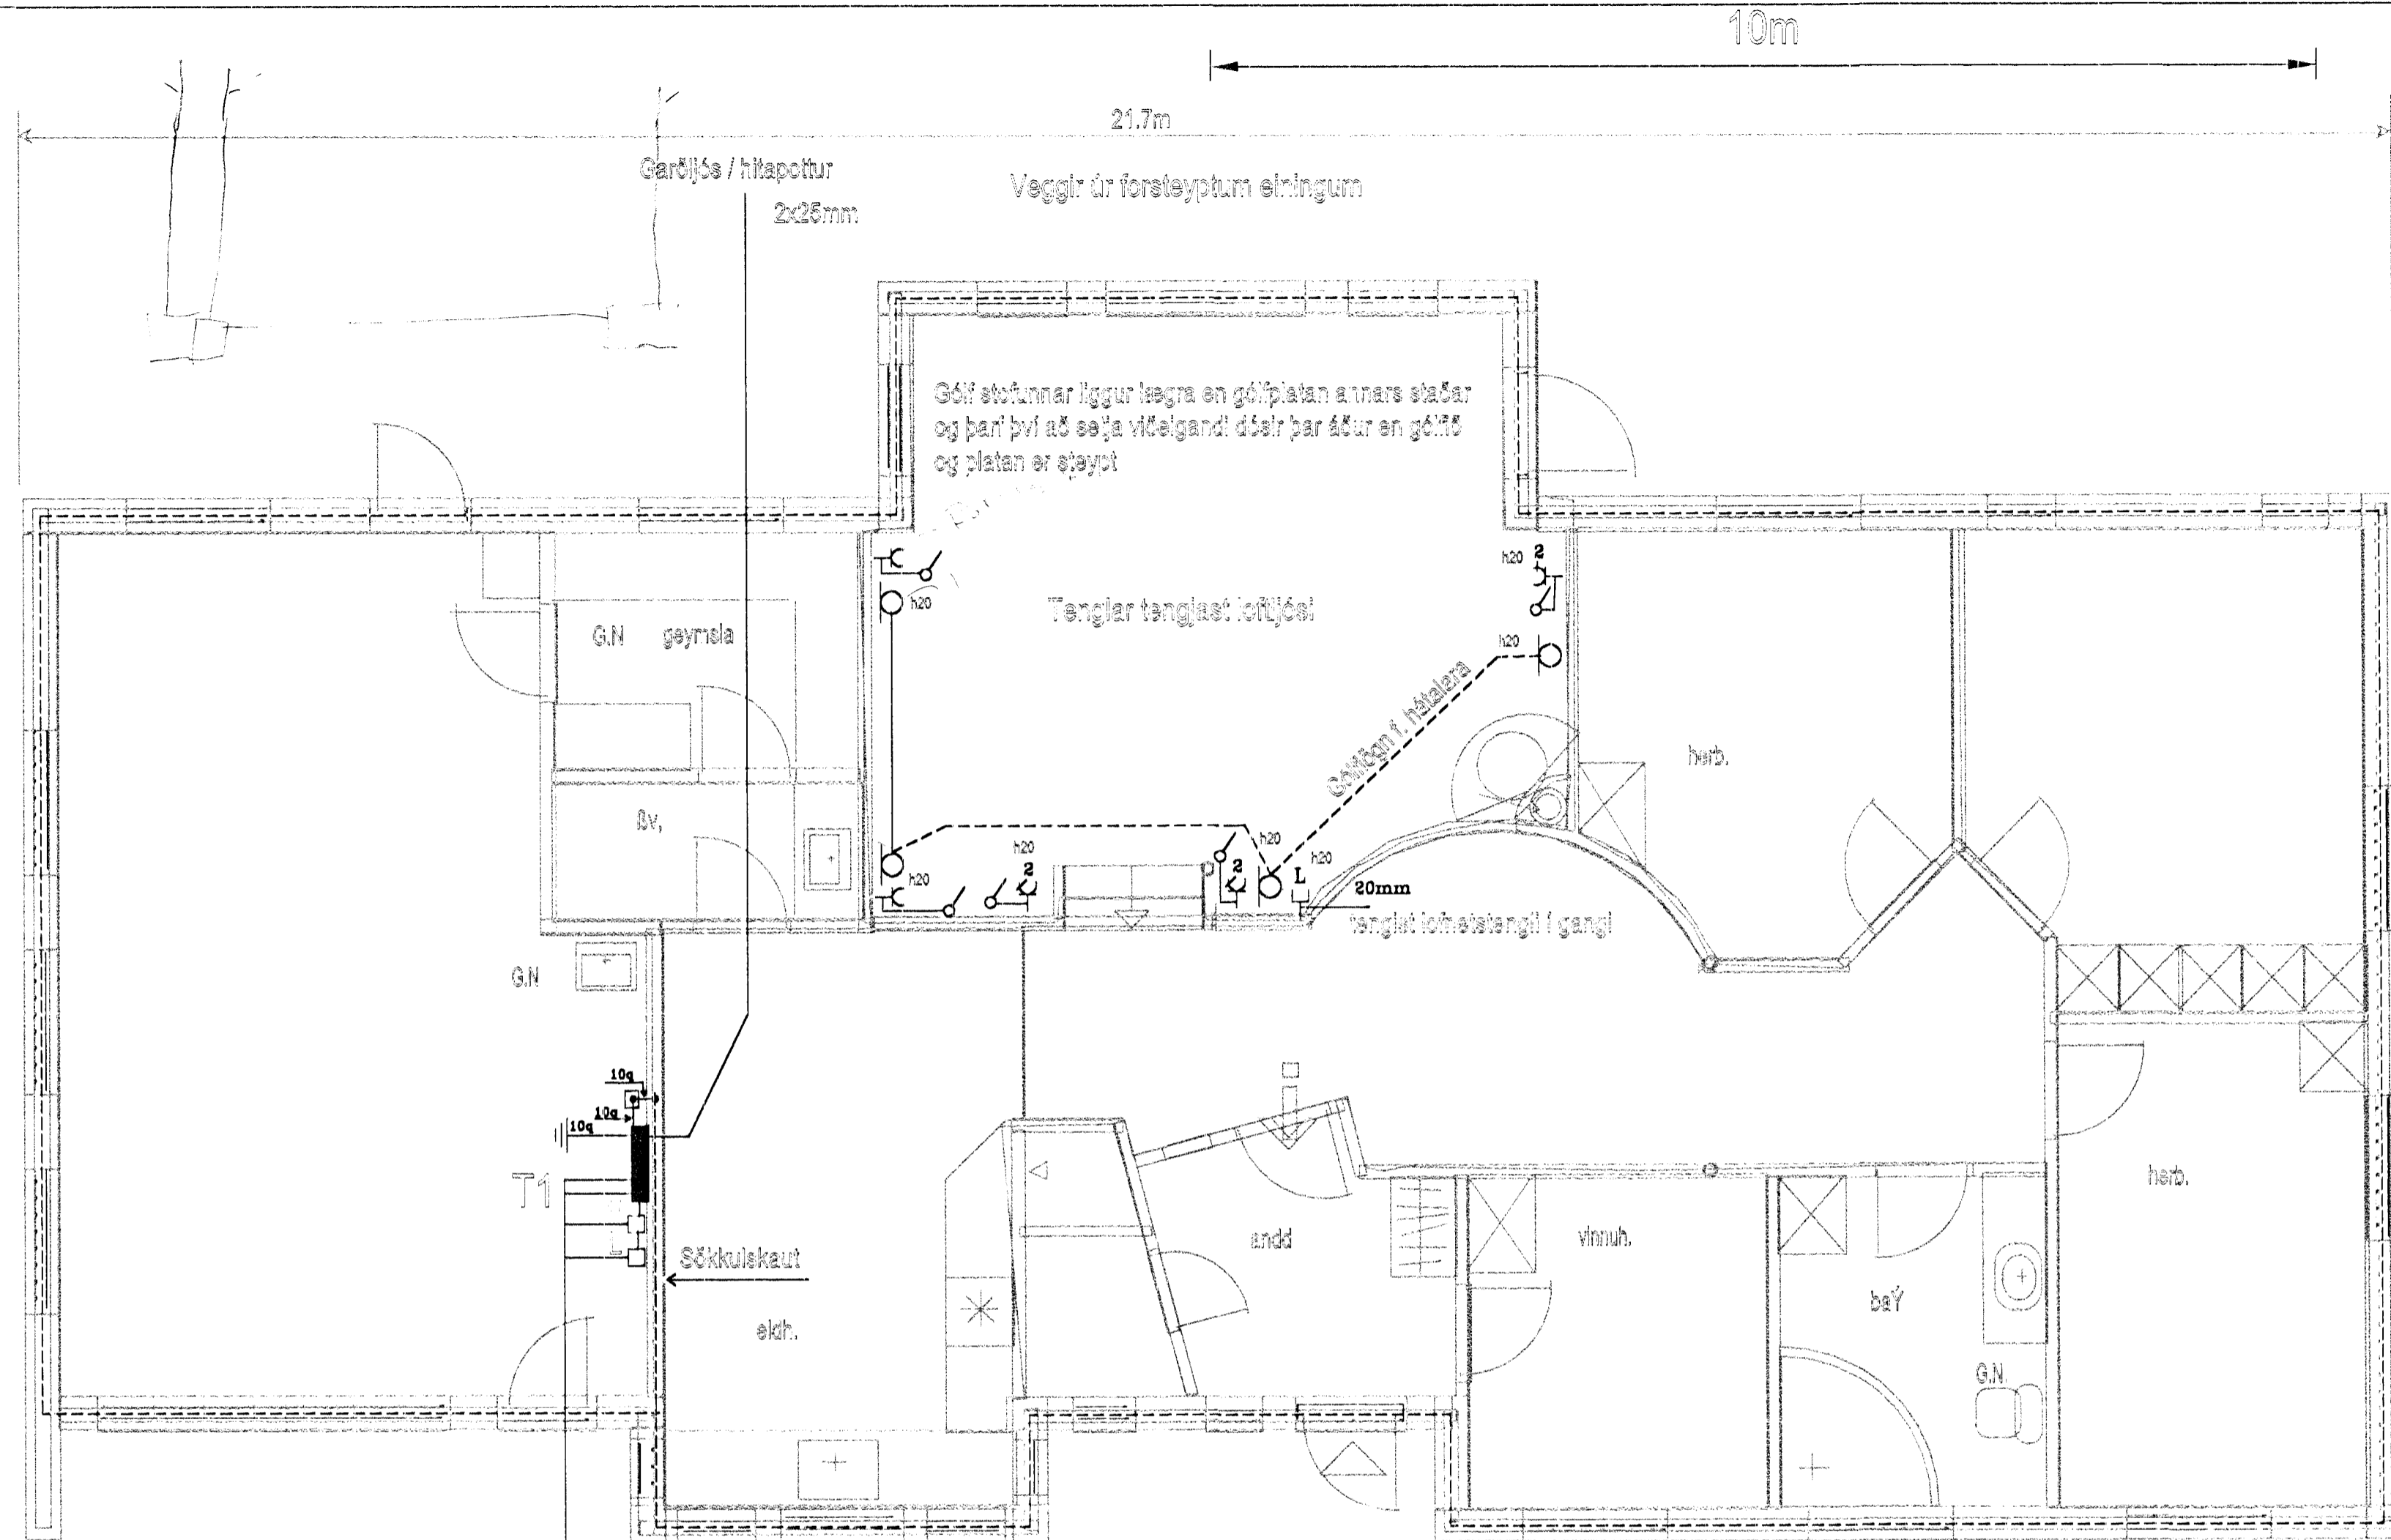 10m
21.7m
Garðljós / hitapottur
2x25mm
Veggir úr forsteyptum einingum
Gólf stofunnar liggur lægra en gólfplatan annars staðar
og þarf því að setja viðeigandi dósir þar áður en gólfið
og platan er steypt
h20
h20 2
G.N geymsla
Tenglar tengjast loftljósi
h20
Gólflögn f. hátalara
herb.
Þv,
h20
h20
2
h20
2
h20
L
20mm
tengist loftnetstengli í gangi
G.N
10q
10q
10q
T1
Sökkulskaut
eldh.
andd
vinnuh.
baÝ
G.N.
herb.